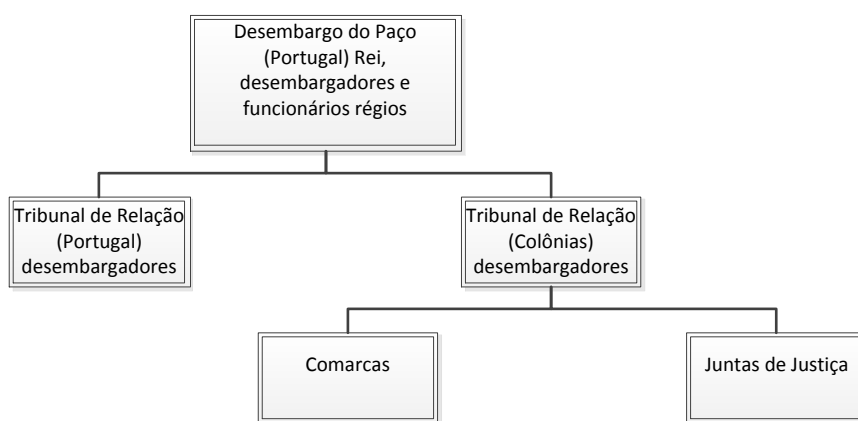 Desembargo do Paço
(Portugal) Rei,
desembargadores e
funcionários régios
Tribunal de Relação
(Portugal)
desembargadores
Tribunal de Relação
(Colônias)
desembargadores
Comarcas
Juntas de Justiça